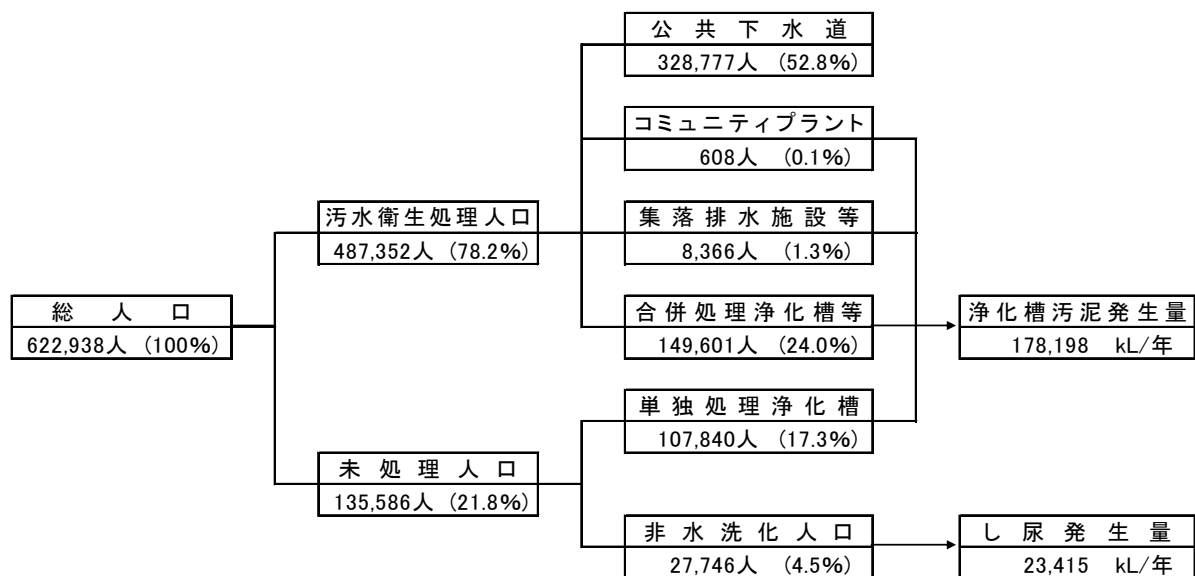 公共下水道
328,777人 (52.8%)
コミュニティプラント
608人 (0.1%)
汚水衛生処理人口
487,352人 (78.2%)
集落排水施設等
8,366人 (1.3%)
総人口
622,938人 (100%)
合併処理浄化槽等
149,601人 (24.0%)
浄化槽汚泥発生量
178,198 kL/年
単独処理浄化槽
107,840人 (17.3%)
未処理人口
135,586人 (21.8%)
非水洗化人口
27,746人 (4.5%)
し尿発生量
23,415 kL/年